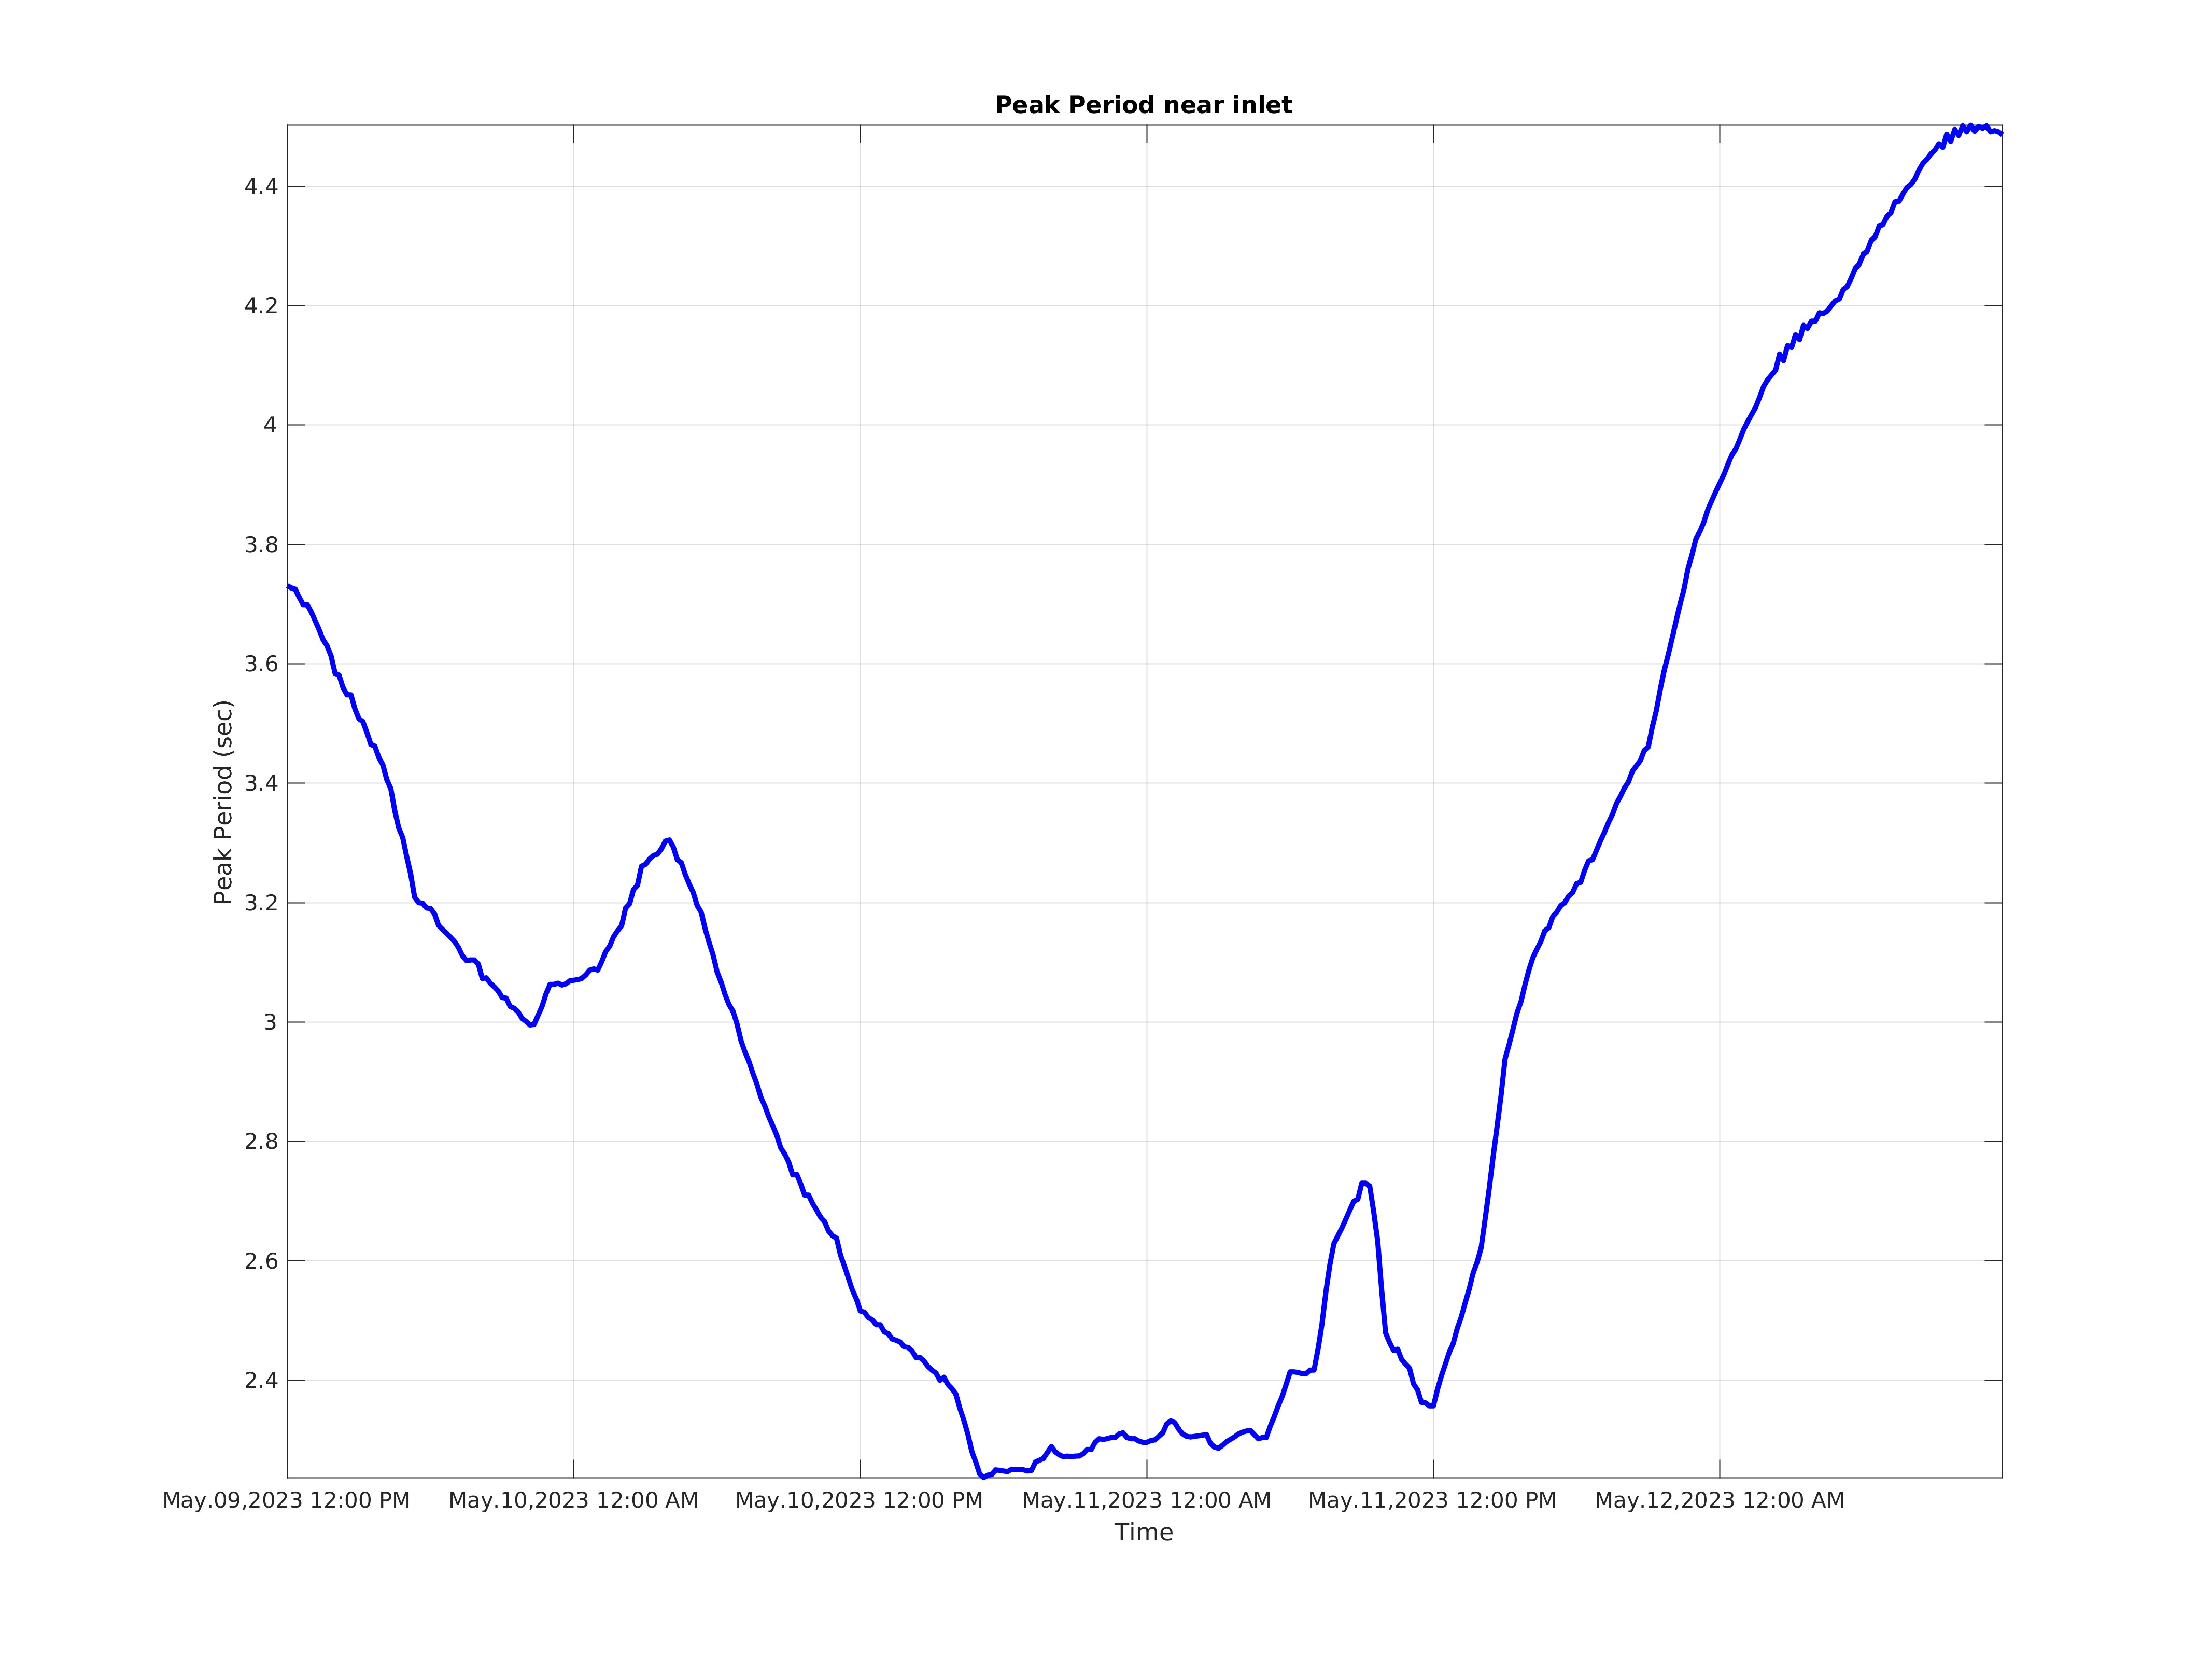 Peak Period near inlet
4.4
4.2
4
3.8
3.6
3.4
3.2
3
2.8
2.6
2.4
Peak Period (sec)
May.09,2023 12:00 PM May.10,2023 12:00 AM May.10,2023 12:00 PM May.11,2023 12:00 AM May.11,2023 12:00 PM May.12,2023 12:00 AM
Time